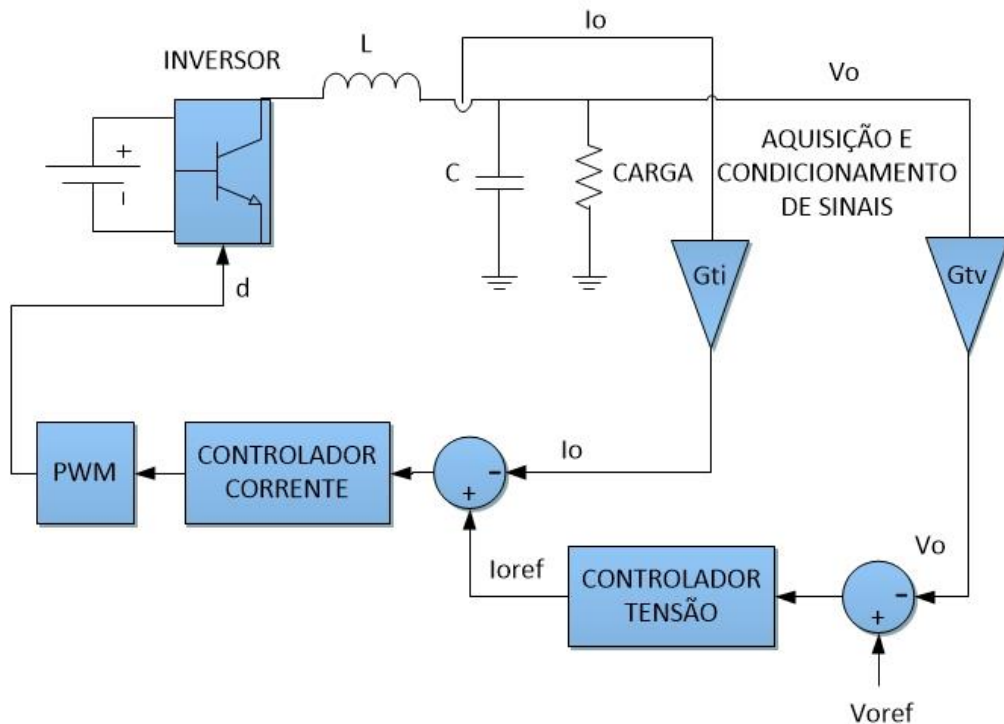 Io
L
INVERSOR
Vo
+
-
AQUISIÇÃO E
CONDICIONAMENTO
DE SINAIS
C
CARGA
Gti
Gtv
d
PWM
CONTROLADOR
CORRENTE
-
+
Io
Ioref
CONTROLADOR
TENSÃO
Vo
-
+
Voref